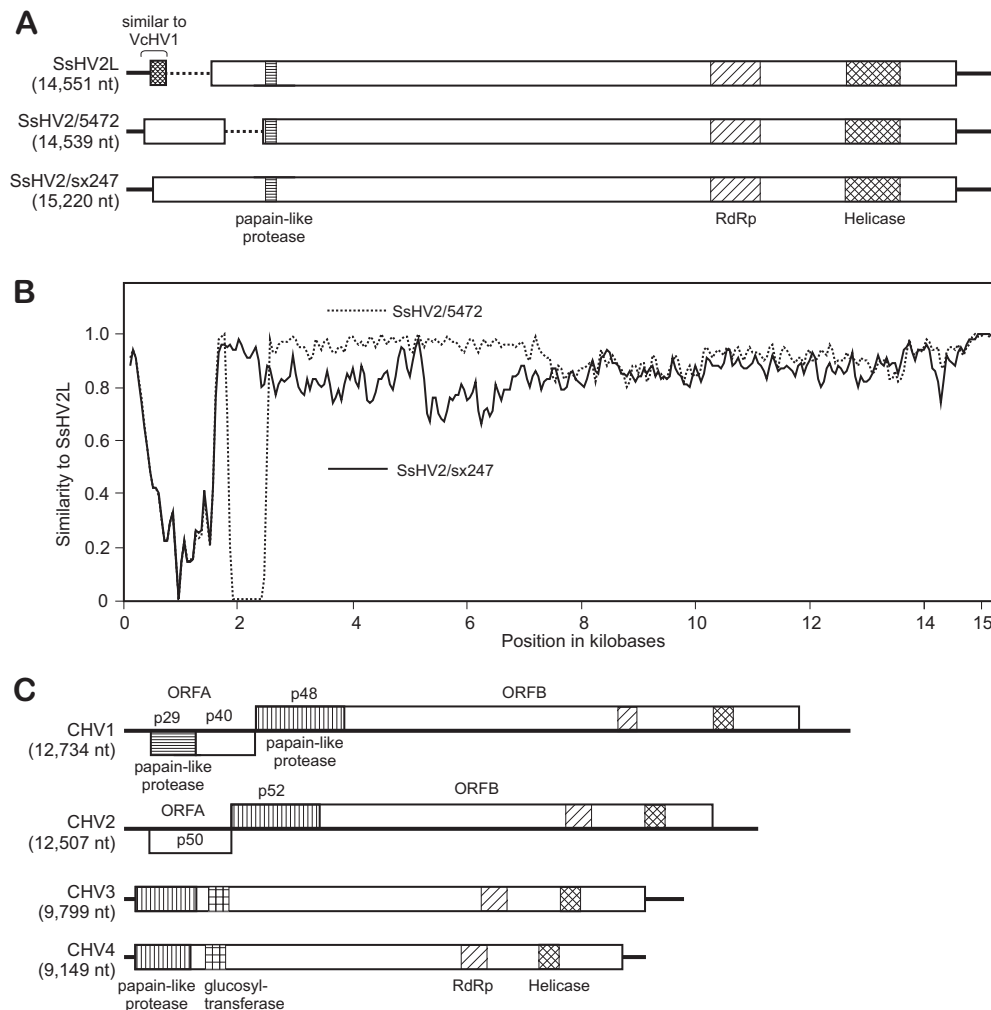 A
similar to
VcHV1
SsHV2L
(14,551 nt)
SsHV2/5472
(14,539 nt)
SsHV2/sx247
(15,220 nt)
papain-like
protease
RdRp
Helicase
B
Similarity to SsHV2L
1.0
0.8
0.6
0.4
0.2
0
SsHV2/5472
SsHV2/sx247
0 2 4 6 8 10 12 14 15
Position in kilobases
C
ORFA
p48
ORFB
p29
p40
CHV1
(12,734 nt)
papain-like
protease
papain-like
protease
p52
ORFB
ORFA
CHV2
(12,507 nt)
p50
CHV3
(9,799 nt)
CHV4
(9,149 nt)
papain-like
protease
glucosyl-
transferase
RdRp
Helicase